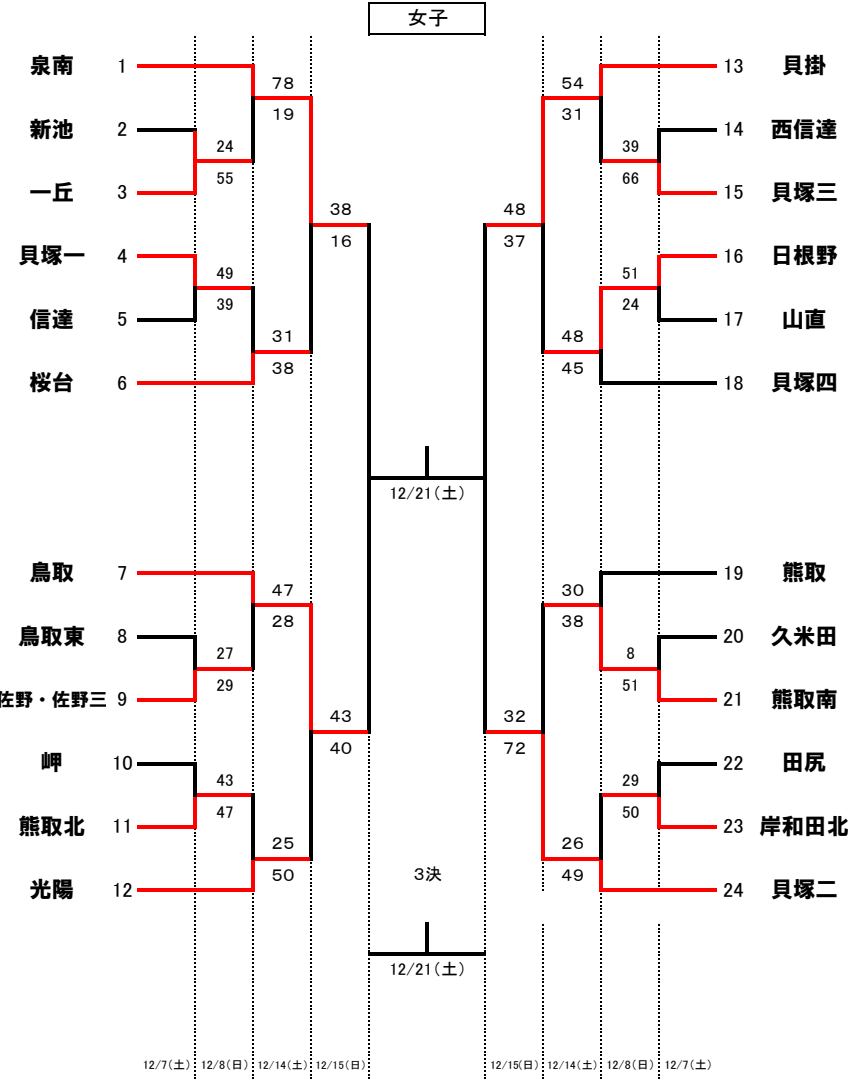 女子
泉南 1
新池 2
一丘 3
貝塚一 4
信達 5
桜台 6
鳥取 7
鳥取東 8
佐野・佐野三 9
岬 10
熊取北 11
光陽 12
24
55
49
39
27
29
43
47
78
19
31
38
47
28
25
50
38
16
43
40
12/21(土)
3決
12/21(土)
48
37
32
72
54
31
48
45
30
38
26
49
39
66
51
24
8
51
29
50
13 貝掛
14 西信達
15 貝塚三
16 日根野
17 山直
18 貝塚四
19 熊取
20 久米田
21 熊取南
22 田尻
23 岸和田北
24 貝塚二
12/7(土) 12/8(日) 12/14(土) 12/15(日) 12/15(日) 12/14(土) 12/8(日) 12/7(土)